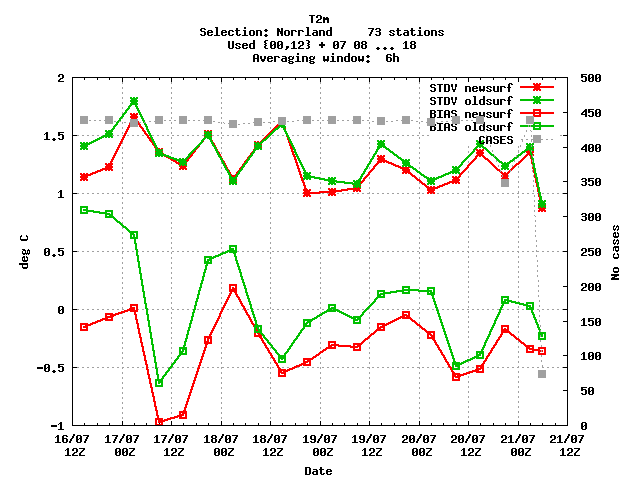 T2m
Selection: Norrland 73 stations
Used {00,12} + 07 08 ... 18
Averaging window: 6h
STDV newsurf
STDV oldsurf
BIAS newsurf
BIAS oldsurf
CASES
2
1.5
1
0.5
0
-0.5
-1
deg C
500
450
400
350
300
250
200
150
100
50
0
No cases
16/07 17/07 17/07 18/07 18/07 19/07 19/07 20/07 20/07 21/07 21/07
12Z 00Z 12Z 00Z 12Z 00Z 12Z 00Z 12Z 00Z 12Z
Date